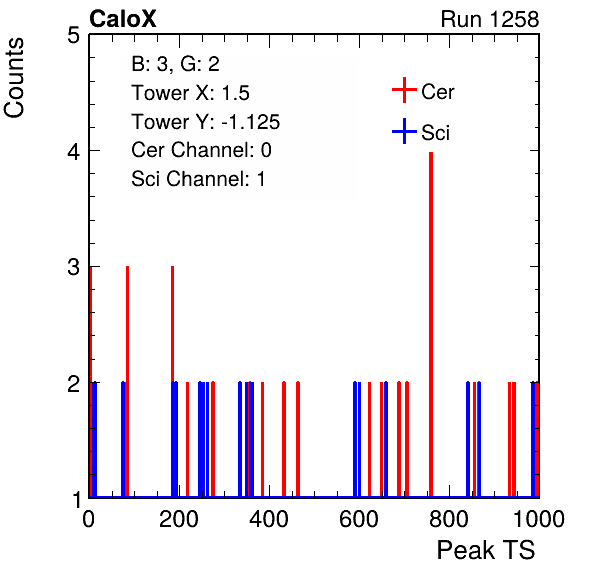 CaloX Run 1258
Counts
5
4
3
2
1
B: 3, G: 2
Tower X: 1.5
Tower Y: -1.125
Cer Channel: 0
Sci Channel: 1
Cer
Sci
0 200 400 600 800 1000
Peak TS